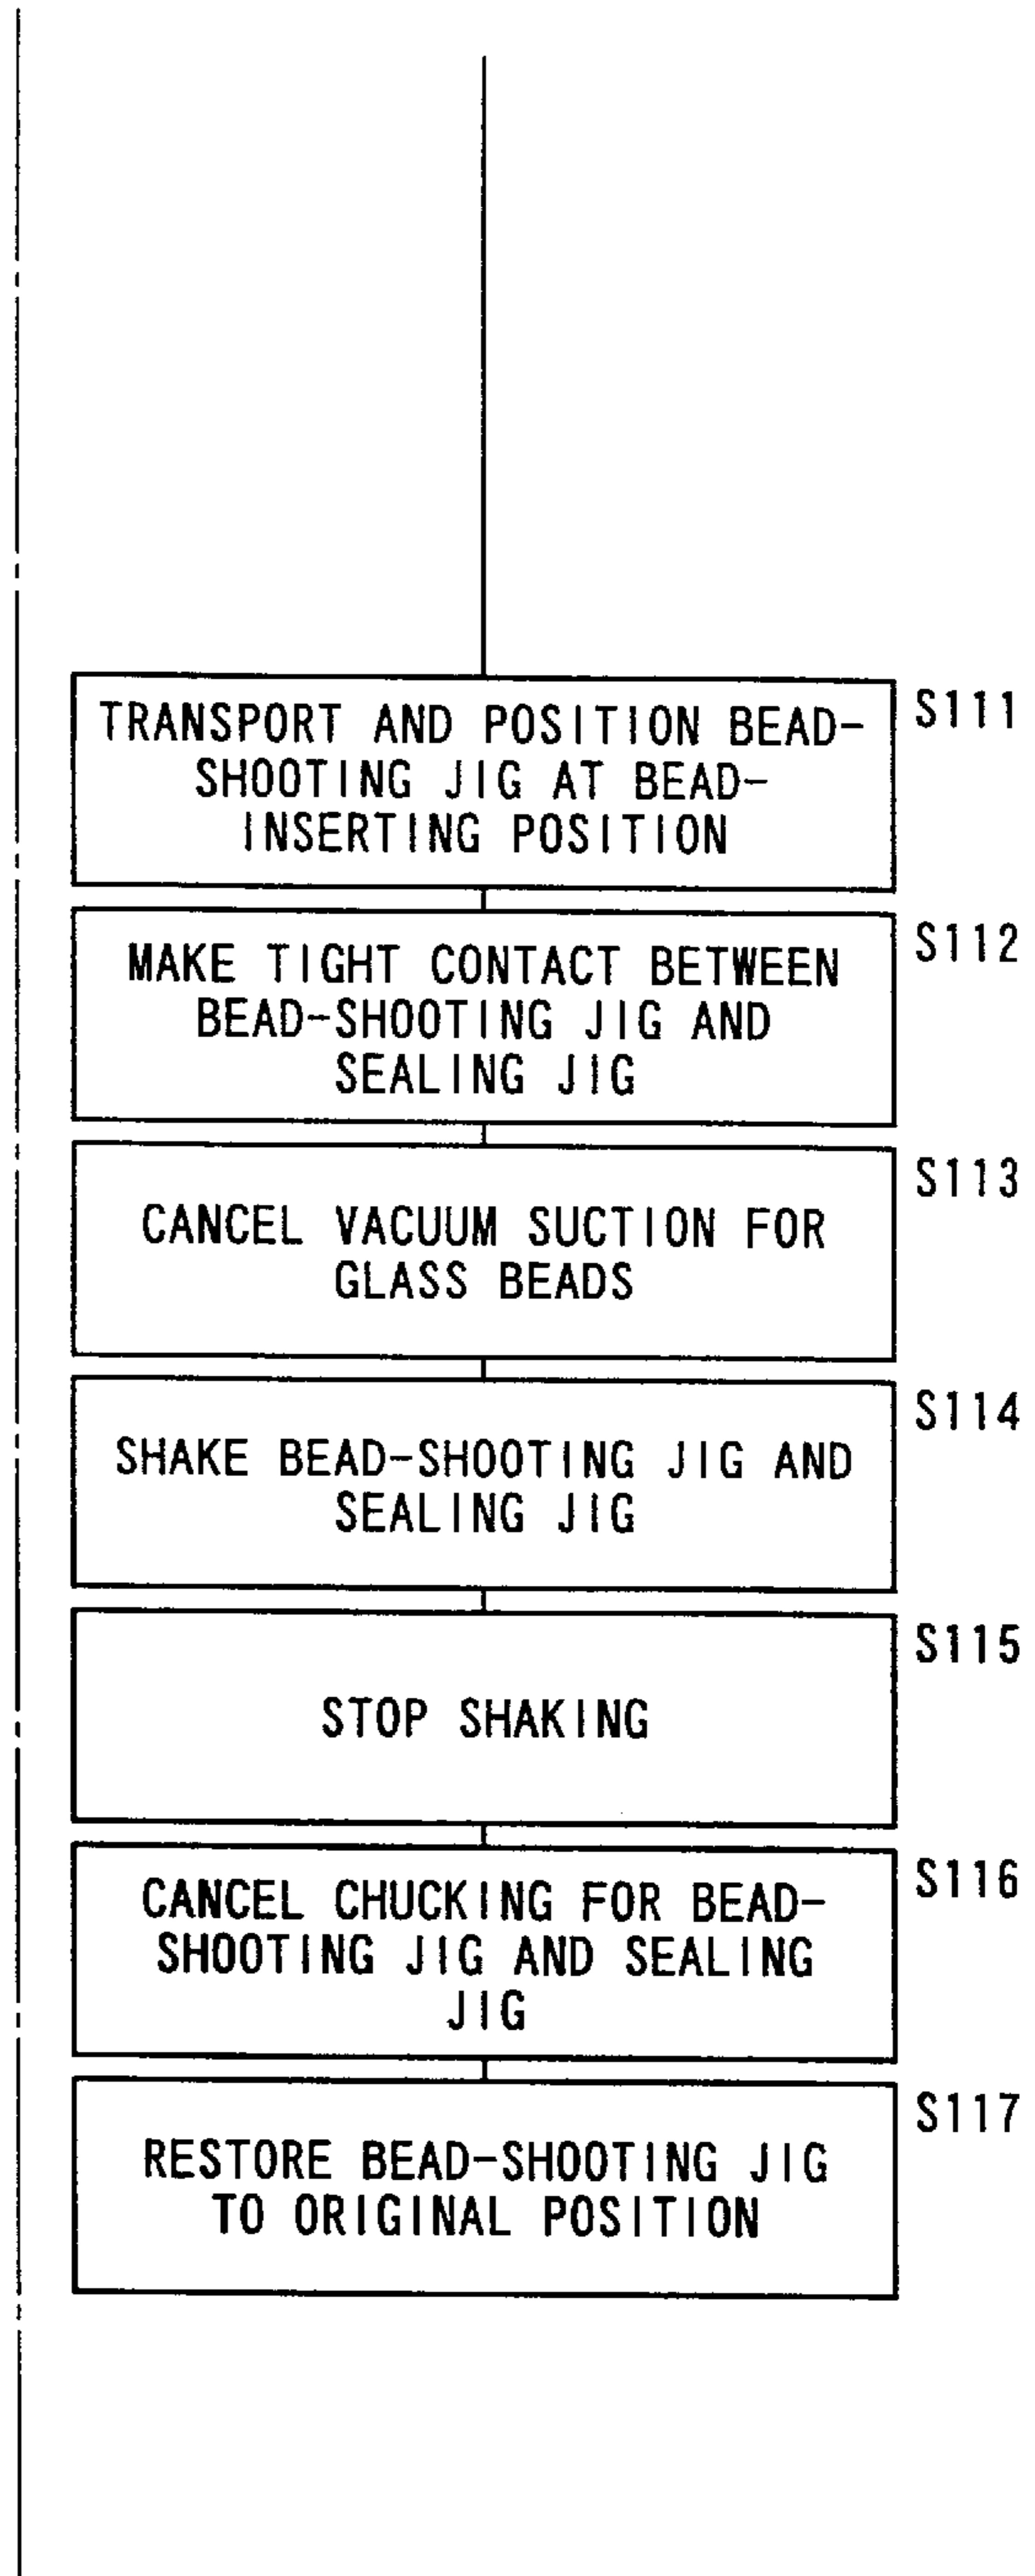 S111
TRANSPORT AND POSITION BEAD-
SHOOTING JIG AT BEAD-
INSERTING POSITION
S112
MAKE TIGHT CONTACT BETWEEN
BEAD-SHOOTING JIG AND
SEALING JIG
S113
CANCEL VACUUM SUCTION FOR
GLASS BEADS
S114
SHAKE BEAD-SHOOTING JIG AND
SEALING JIG
S115
STOP SHAKING
S116
CANCEL CHUCKING FOR BEAD-
SHOOTING JIG AND SEALING
JIG
S117
RESTORE BEAD-SHOOTING JIG
TO ORIGINAL POSITION